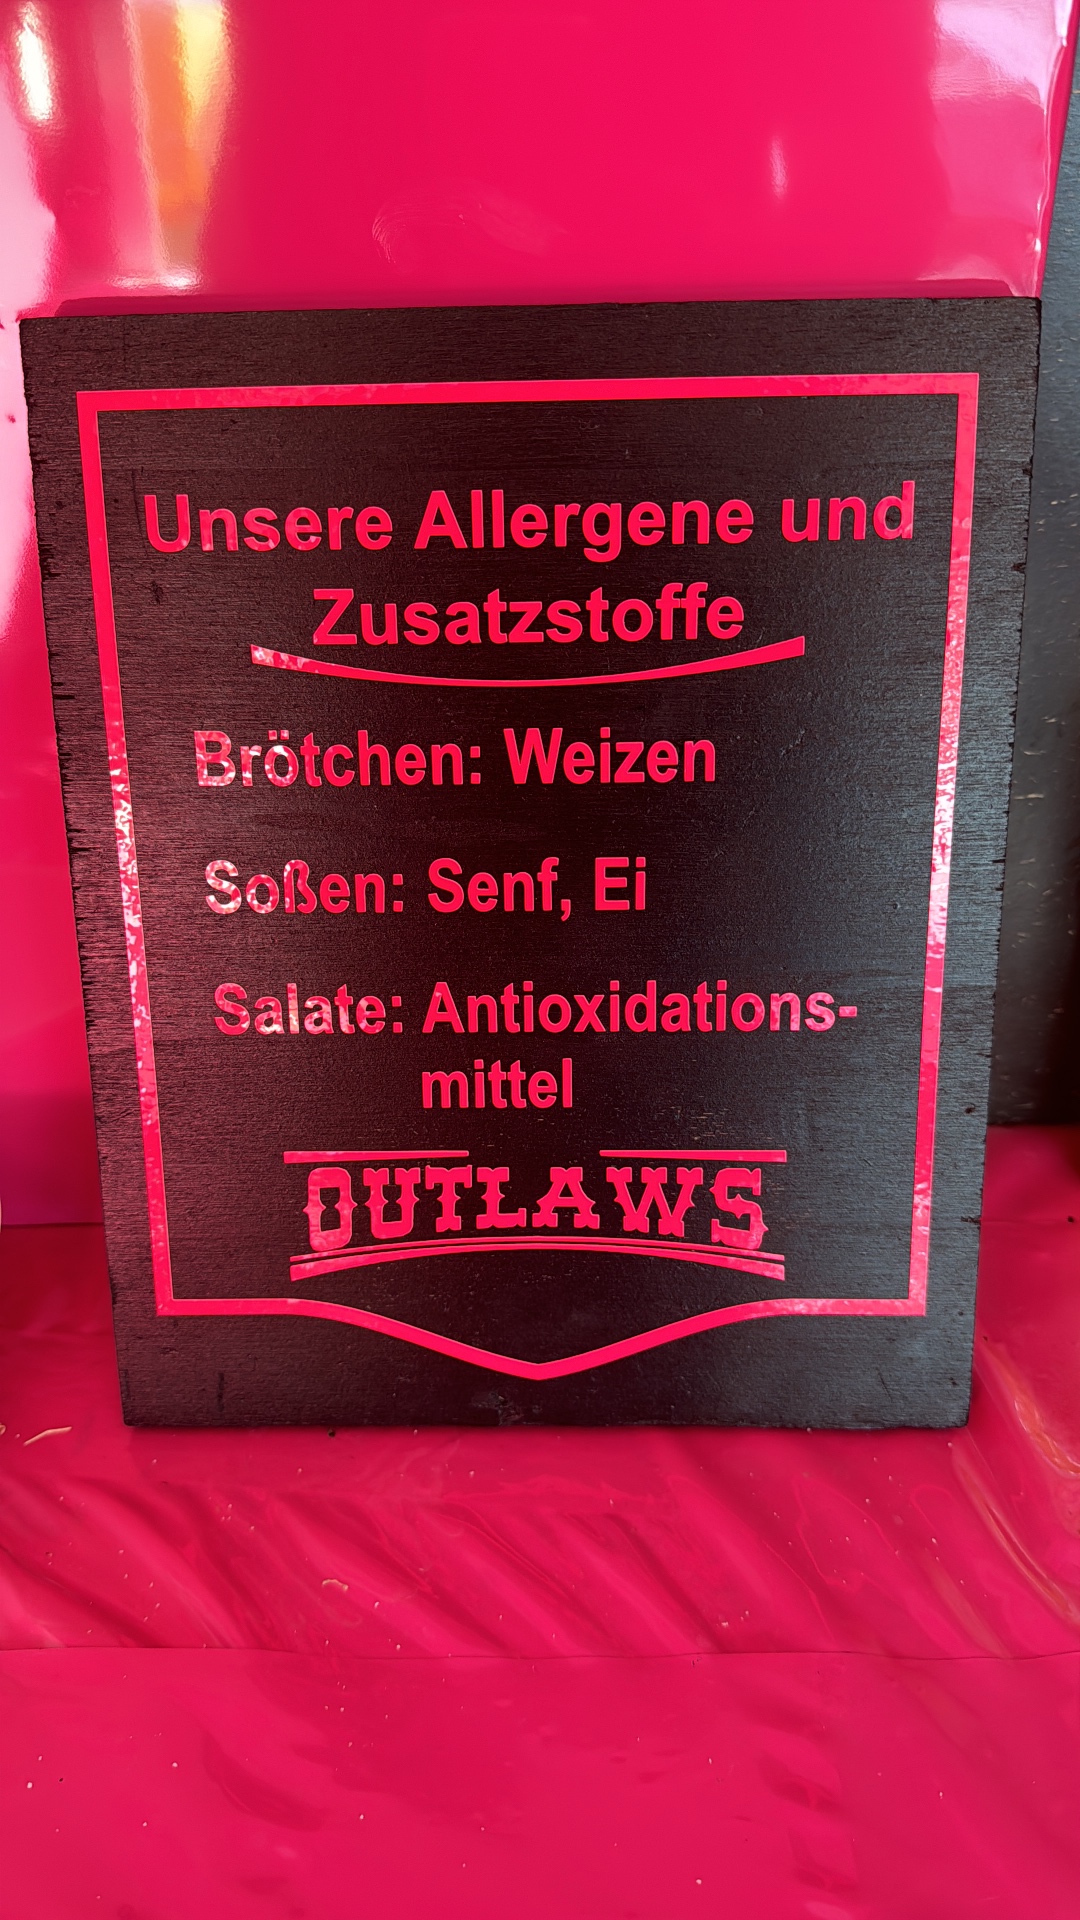 Unsere Allergene und
Zusatzstoffe
Brötchen: Weizen
Soßen: Senf, Ei
Salate: Antioxidations-
mittel
OUTLAWS